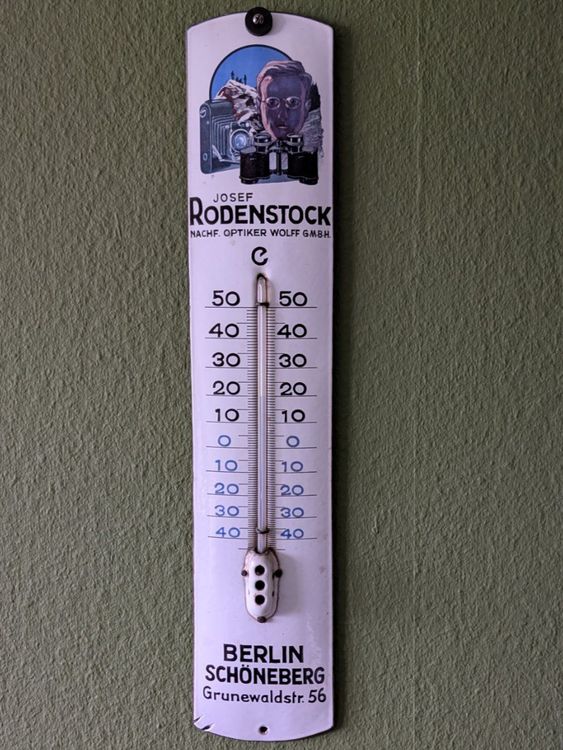 JOSEF
RODENSTOCK
NACHF. OPTIKER WOLFF G.M.B.H.
C
50 50
40 40
30 30
20 20
10 10
0 0
10 10
20 20
30 30
40 40
BERLIN
SCHÖNEBERG
Grunewaldstr. 56